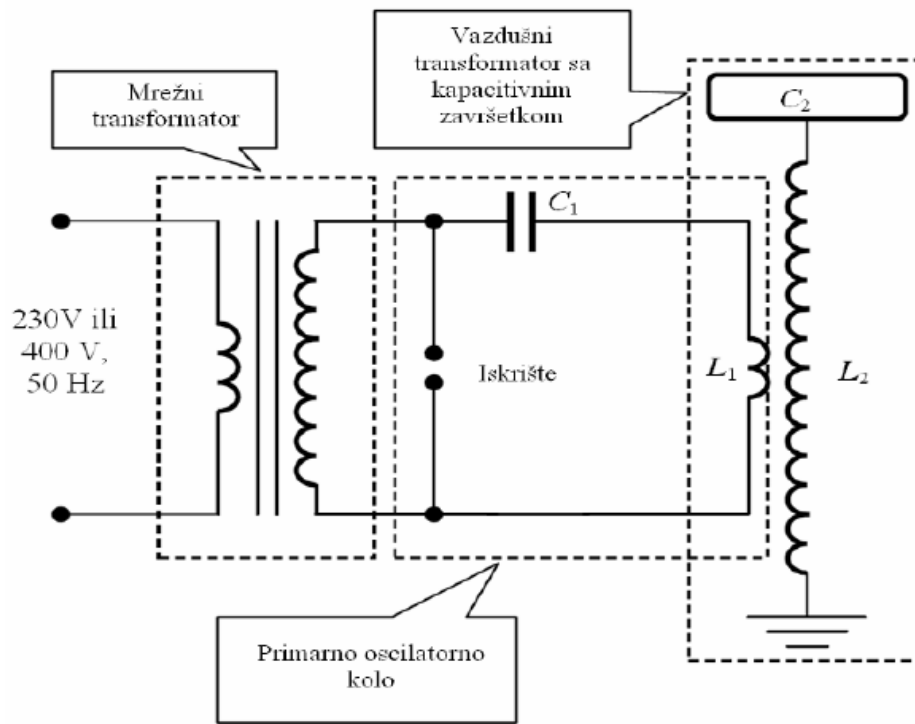 Vazdušni
transformator sa
kapacitivnim
završetkom
Mrežni
transformator
C₂
C₁
230V ili
400 V,
50 Hz
Iskrište
L₁
L₂
Primarno oscilatorno
kolo